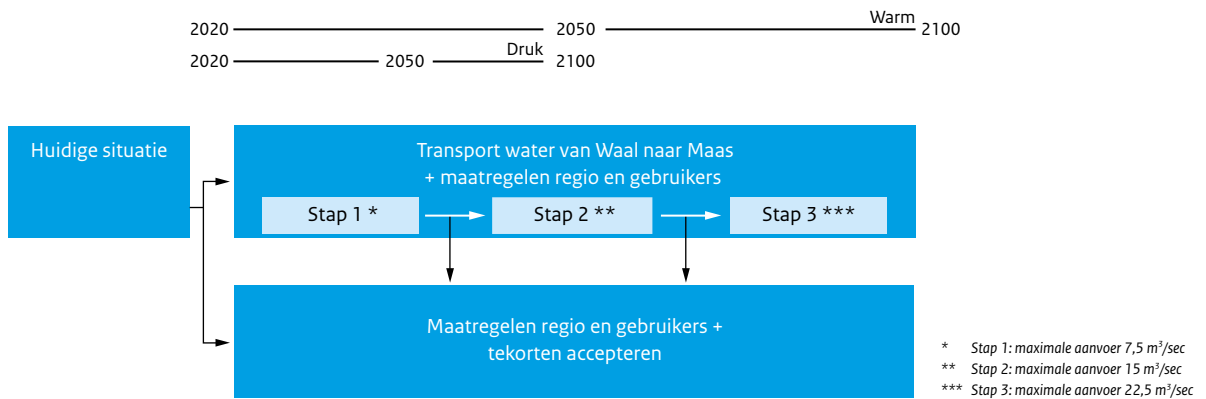 Warm
2020 2050 2100
Druk
2020 2050 2100
Huidige situatie
Transport water van Waal naar Maas
+ maatregelen regio en gebruikers
Stap 1 * Stap 2 ** Stap 3 ***
Maatregelen regio en gebruikers +
tekorten accepteren
* Stap 1: maximale aanvoer 7,5 m³/sec
** Stap 2: maximale aanvoer 15 m³/sec
*** Stap 3: maximale aanvoer 22,5 m³/sec